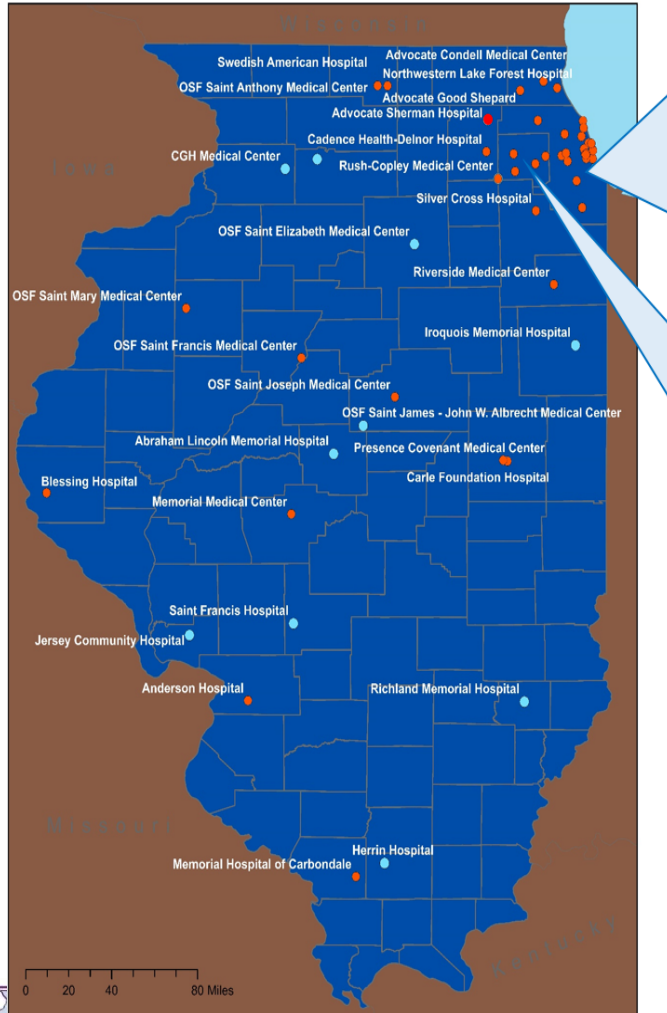 Wisconsin
Swedish American Hospital
Advocate Condell Medical Center
Northwestern Lake Forest Hospital
OSF Saint Anthony Medical Center
Advocate Good Shepard
Advocate Sherman Hospital
Cadence Health-Delnor Hospital
CGH Medical Center
Iowa
Rush-Copley Medical Center
Silver Cross Hospital
OSF Saint Elizabeth Medical Center
Riverside Medical Center
OSF Saint Mary Medical Center
Iroquois Memorial Hospital
OSF Saint Francis Medical Center
OSF Saint Joseph Medical Center
OSF Saint James - John W. Albrecht Medical Center
Abraham Lincoln Memorial Hospital
Presence Covenant Medical Center
Carle Foundation Hospital
Blessing Hospital
Memorial Medical Center
Saint Francis Hospital
Jersey Community Hospital
Anderson Hospital
Richland Memorial Hospital
Missouri
Herrin Hospital
Memorial Hospital of Carbondale
Kentucky
0 20 40 80 Miles